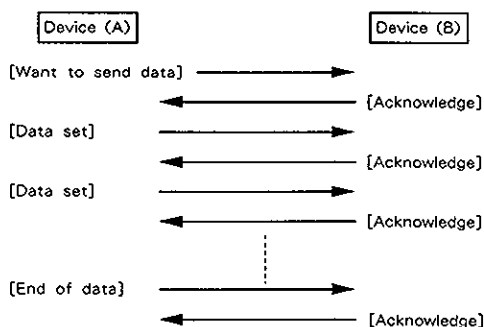 Device (A) Device (B)
[Want to send data]
[Acknowledge]
[Data set]
[Acknowledge]
[Data set]
[Acknowledge]
[End of data]
[Acknowledge]